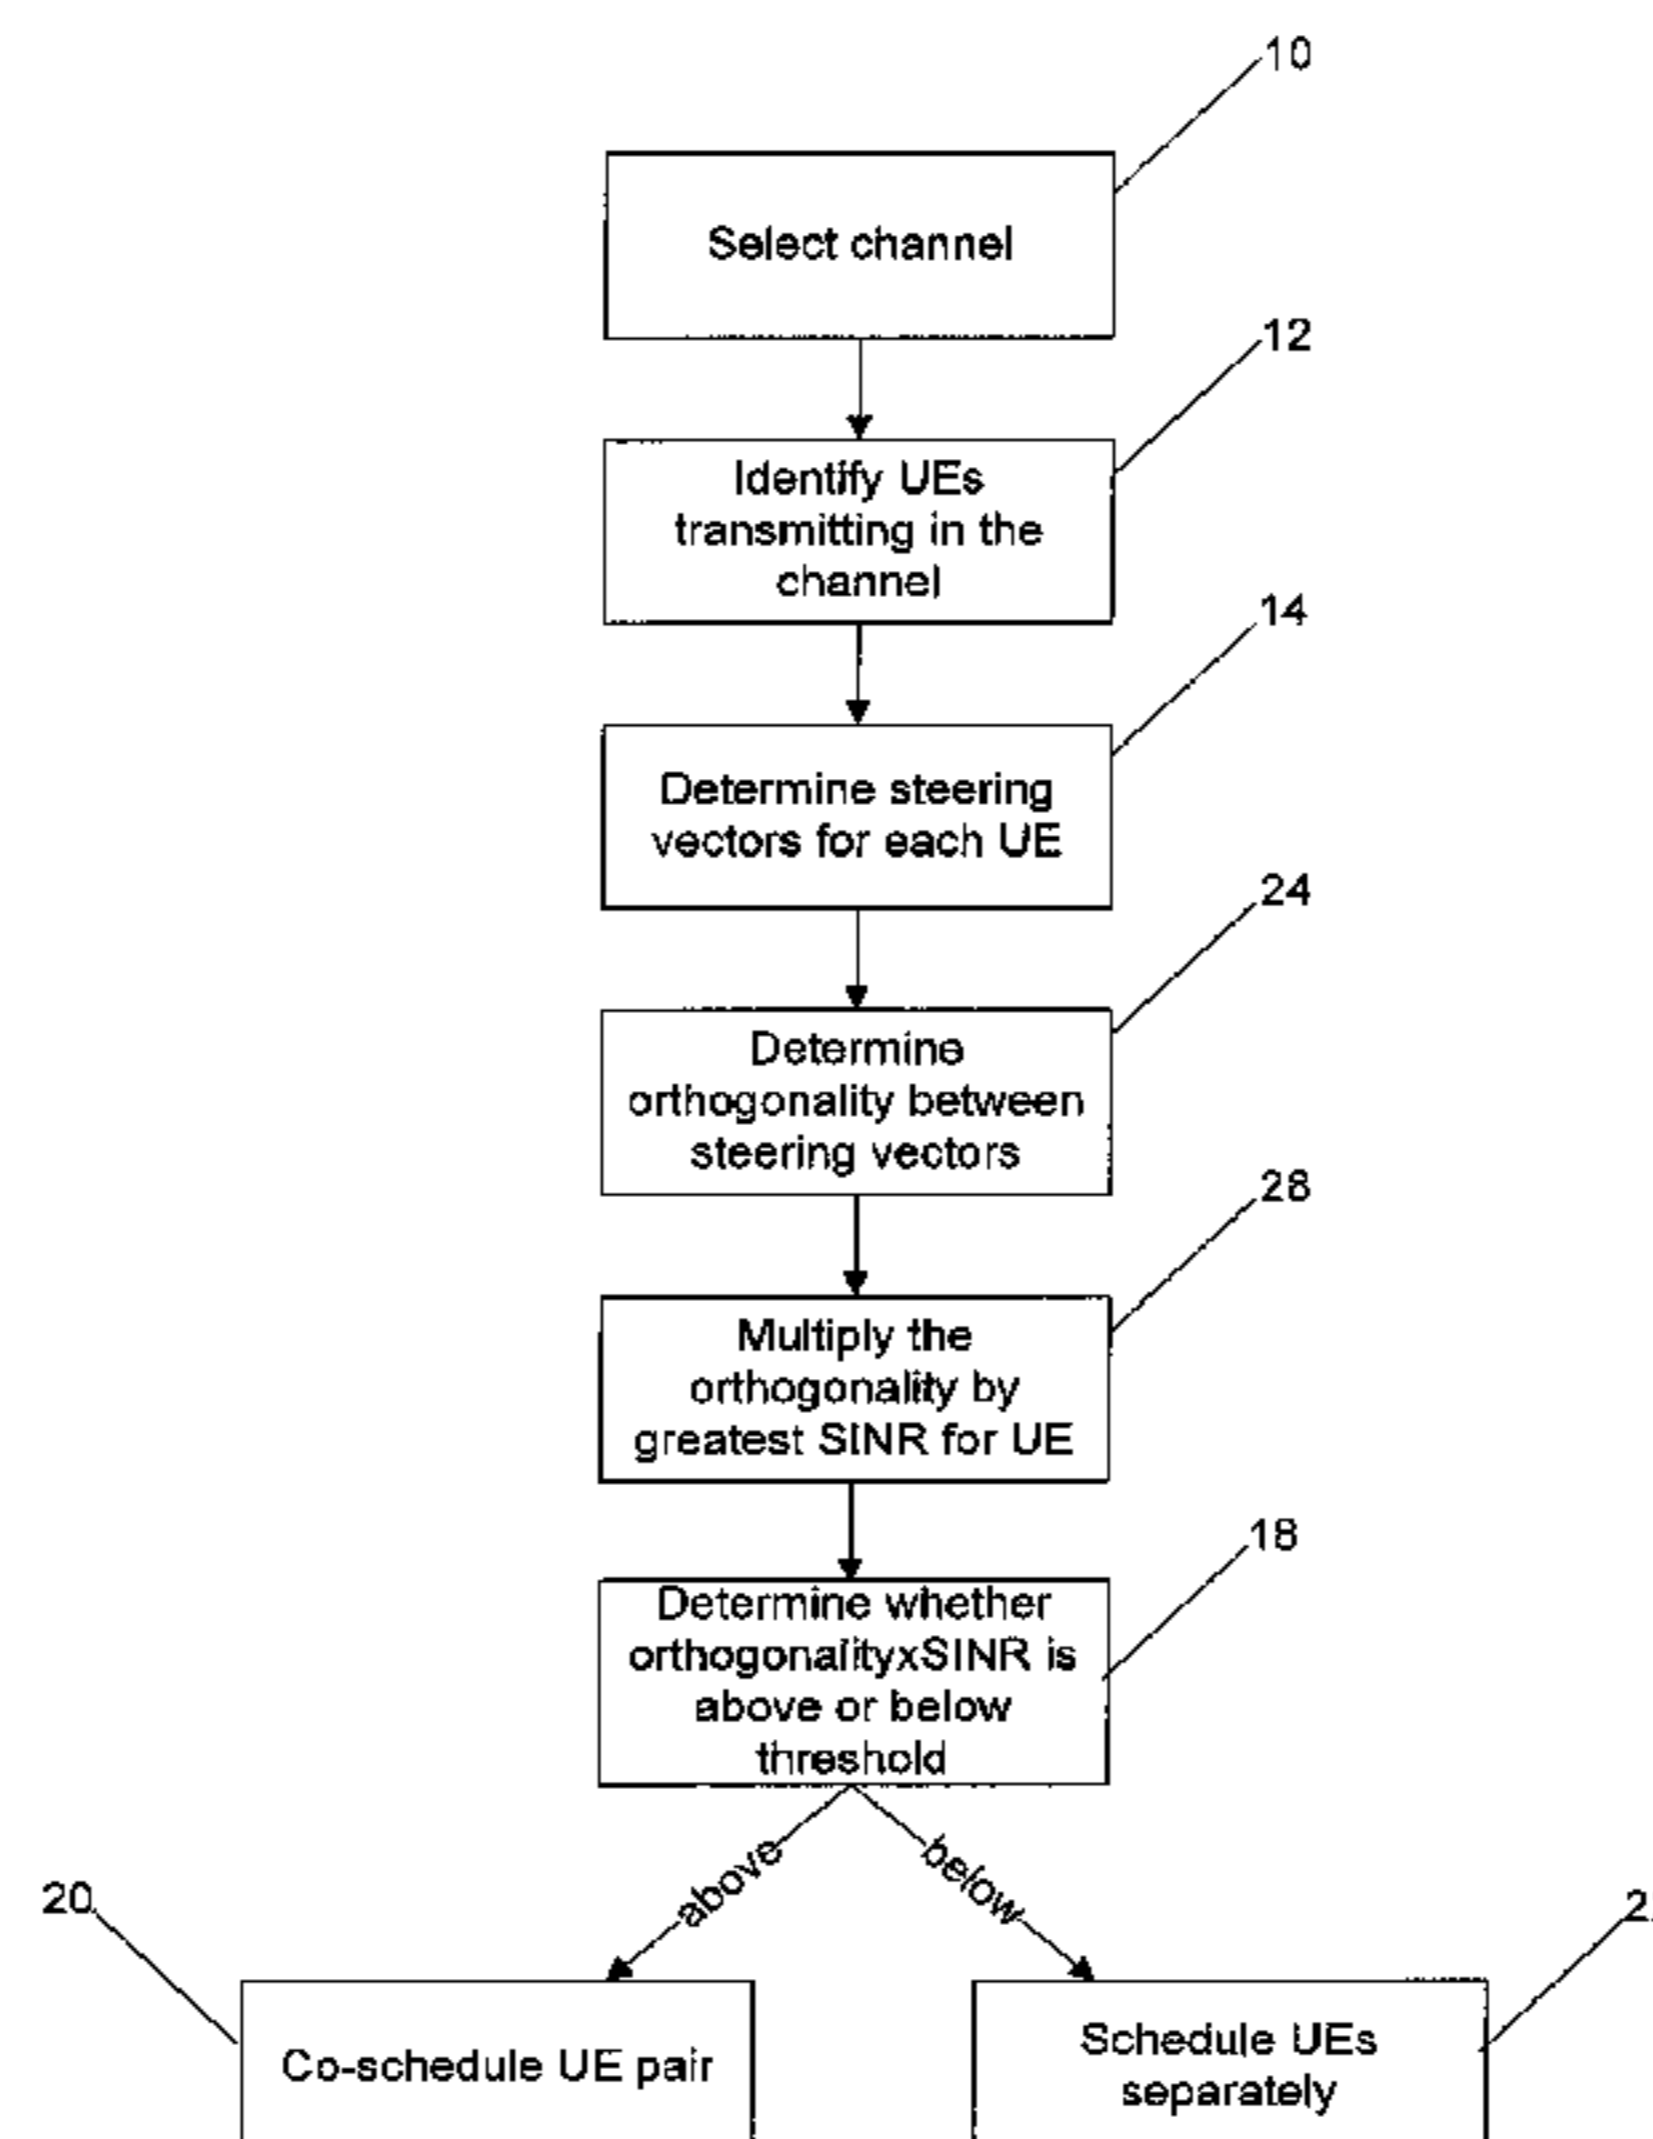 10
Select channel
12
Identify UEs
transmitting in the
channel
14
Determine steering
vectors for each UE
24
Determine
orthogonality between
steering vectors
28
Multiply the
orthogonality by
greatest SINR for UE
18
Determine whether
orthogonalityxSINR is
above or below
threshold
above
below
20
Co-schedule UE pair
Schedule UEs
separately